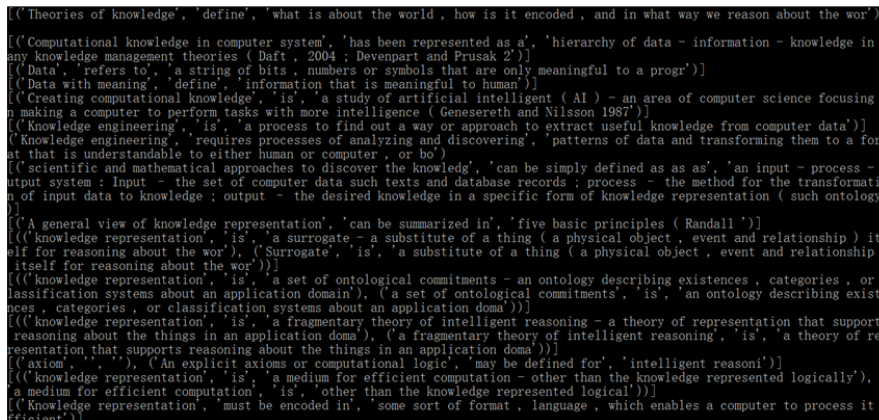 [('Theories of knowledge', 'define', 'what is about the world , how is it encoded , and in what way we reason about the wor')
[('Computational knowledge in computer system', 'has been represented as a', 'hierarchy of data - information - knowledge in
any knowledge management theories ( Daft , 2004 ; Devenpart and Prusak 2')]
[('Data', 'refers to', 'a string of bits , numbers or symbols that are only meaningful to a progr')]
[('Data with meaning', 'define', 'information that is meaningful to human')]
[('Creating computational knowledge', 'is', 'a study of artificial intelligent ( AI ) - an area of computer science focusing
n making a computer to perform tasks with more intelligence ( Genesereth and Nilsson 1987')]
[('Knowledge engineering', 'is', 'a process to find out a way or approach to extract useful knowledge from computer data')]
('Knowledge engineering', 'requires processes of analyzing and discovering', 'patterns of data and transforming them to a for
at that is understandable to either human or computer , or bo')
[('scientific and mathematical approaches to discover the knowledg', 'can be simply defined as as', 'an input - process -
utput system : Input - the set of computer data such texts and database records ; process - the method for the transformati
n of input data to knowledge ; output - the desired knowledge in a specific form of knowledge representation ( such ontology
)]
[('A general view of knowledge representation', 'can be summarized in', 'five basic principles ( Randall ')]
[(('knowledge representation', 'is', 'a surrogate - a substitute of a thing ( a physical object , event and relationship ) it
elf for reasoning about the wor'), ('Surrogate', 'is', 'a substitute of a thing ( a physical object , event and relationship
 itself for reasoning about the wor'))]
[(('knowledge representation', 'is', 'a set of ontological commitments - an ontology describing existences , categories , or
lassification systems about an application domain'), ('a set of ontological commitments', 'is', 'an ontology describing exist
nces , categories , or classification systems about an application doma'))]
[(('knowledge representation', 'is', 'a fragmentary theory of intelligent reasoning - a theory of representation that support
 reasoning about the things in an application doma'), ('a fragmentary theory of intelligent reasoning', 'is', 'a theory of re
resentation that supports reasoning about the things in an application doma'))]
[('axiom', '', ''), ('An explicit axioms or computational logic', 'may be defined for', 'intelligent reasoni')]
[(('knowledge representation', 'is', 'a medium for efficient computation - other than the knowledge represented logically'),
'a medium for efficient computation', 'is', 'other than the knowledge represented logical'))]
[('Knowledge representation', 'must be encoded in', 'some sort of format , language , which enables a computer to process it
fficient')]